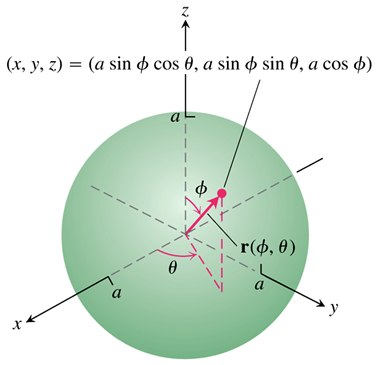 z
(x, y, z) = (a sin ϕ cos θ, a sin ϕ sin θ, a cos ϕ)
a
ϕ
r(ϕ, θ)
θ
a
a
x
y